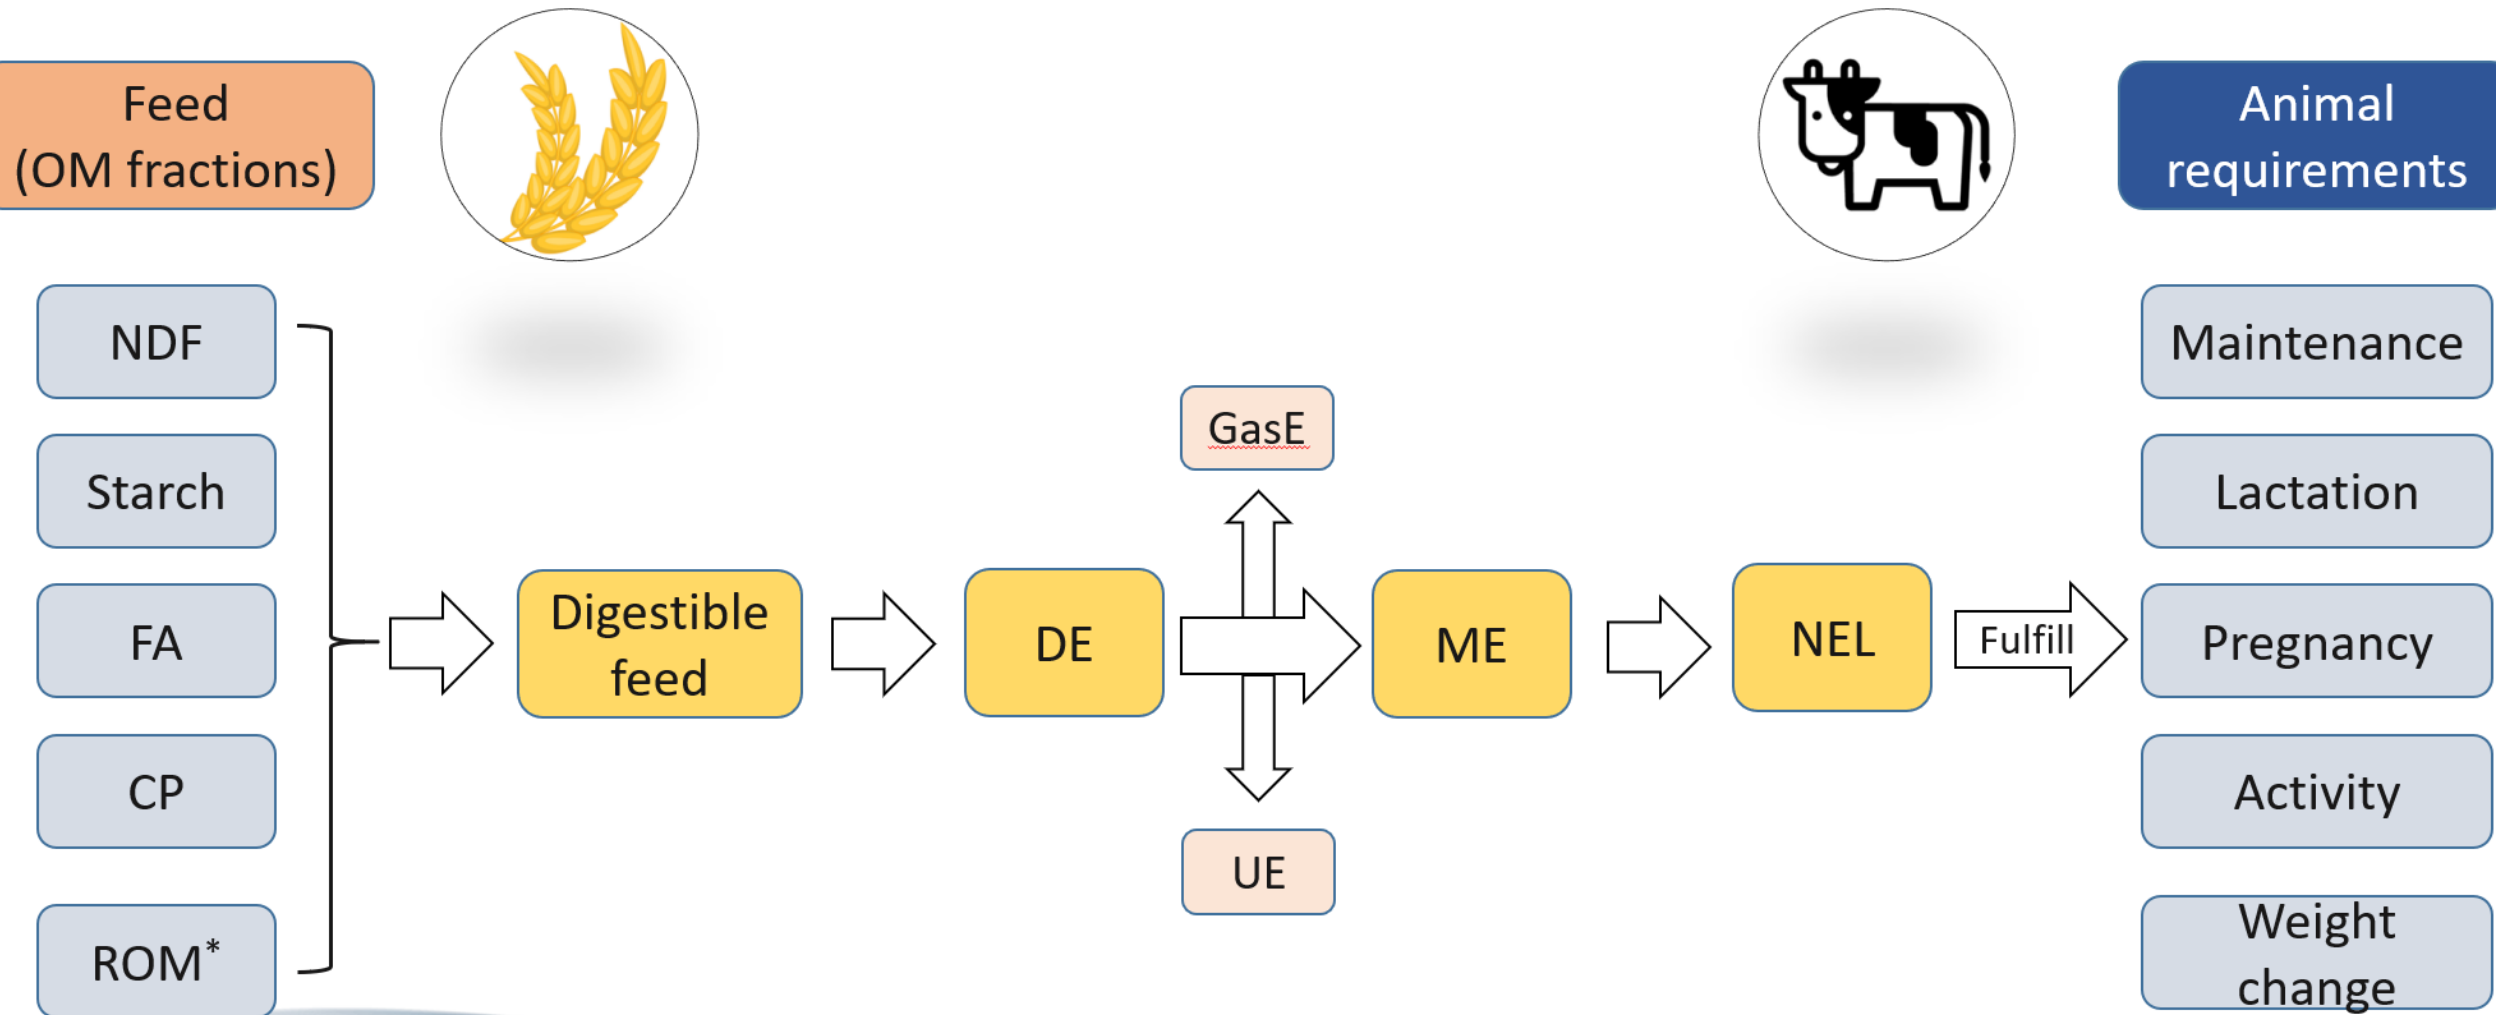 Feed
(OM fractions)
Animal
requirements
NDF
Starch
FA
CP
ROM*
Digestible
feed
DE
GasE
UE
ME
NEL
Fulfill
Maintenance
Lactation
Pregnancy
Activity
Weight
change